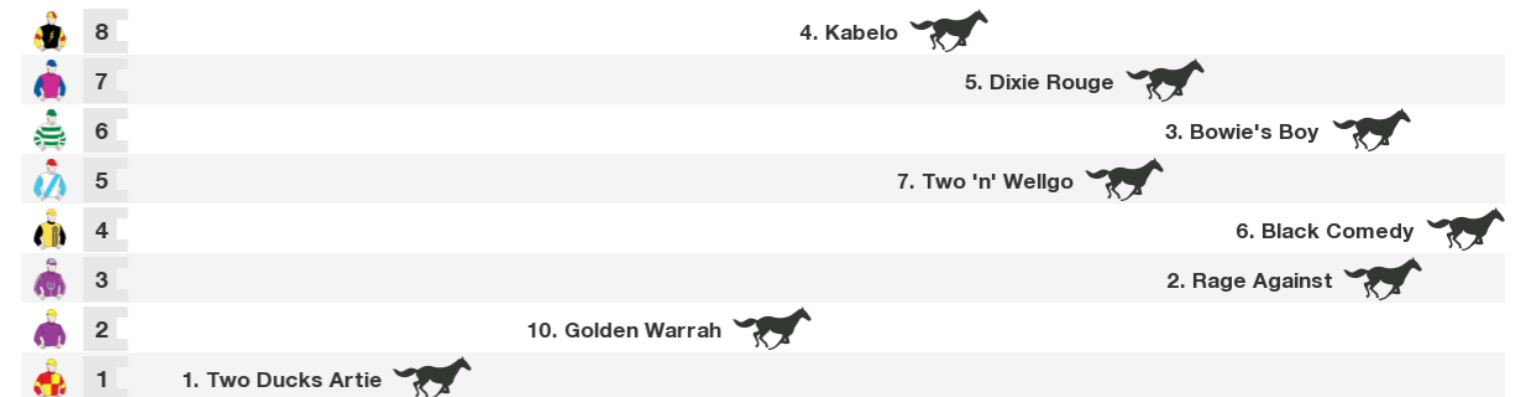 8 4. Kabelo
7 5. Dixie Rouge
6 3. Bowie's Boy
5 7. Two 'n' Wellgo
4 6. Black Comedy
3 2. Rage Against
2 10. Golden Warrah
1 1. Two Ducks Artie